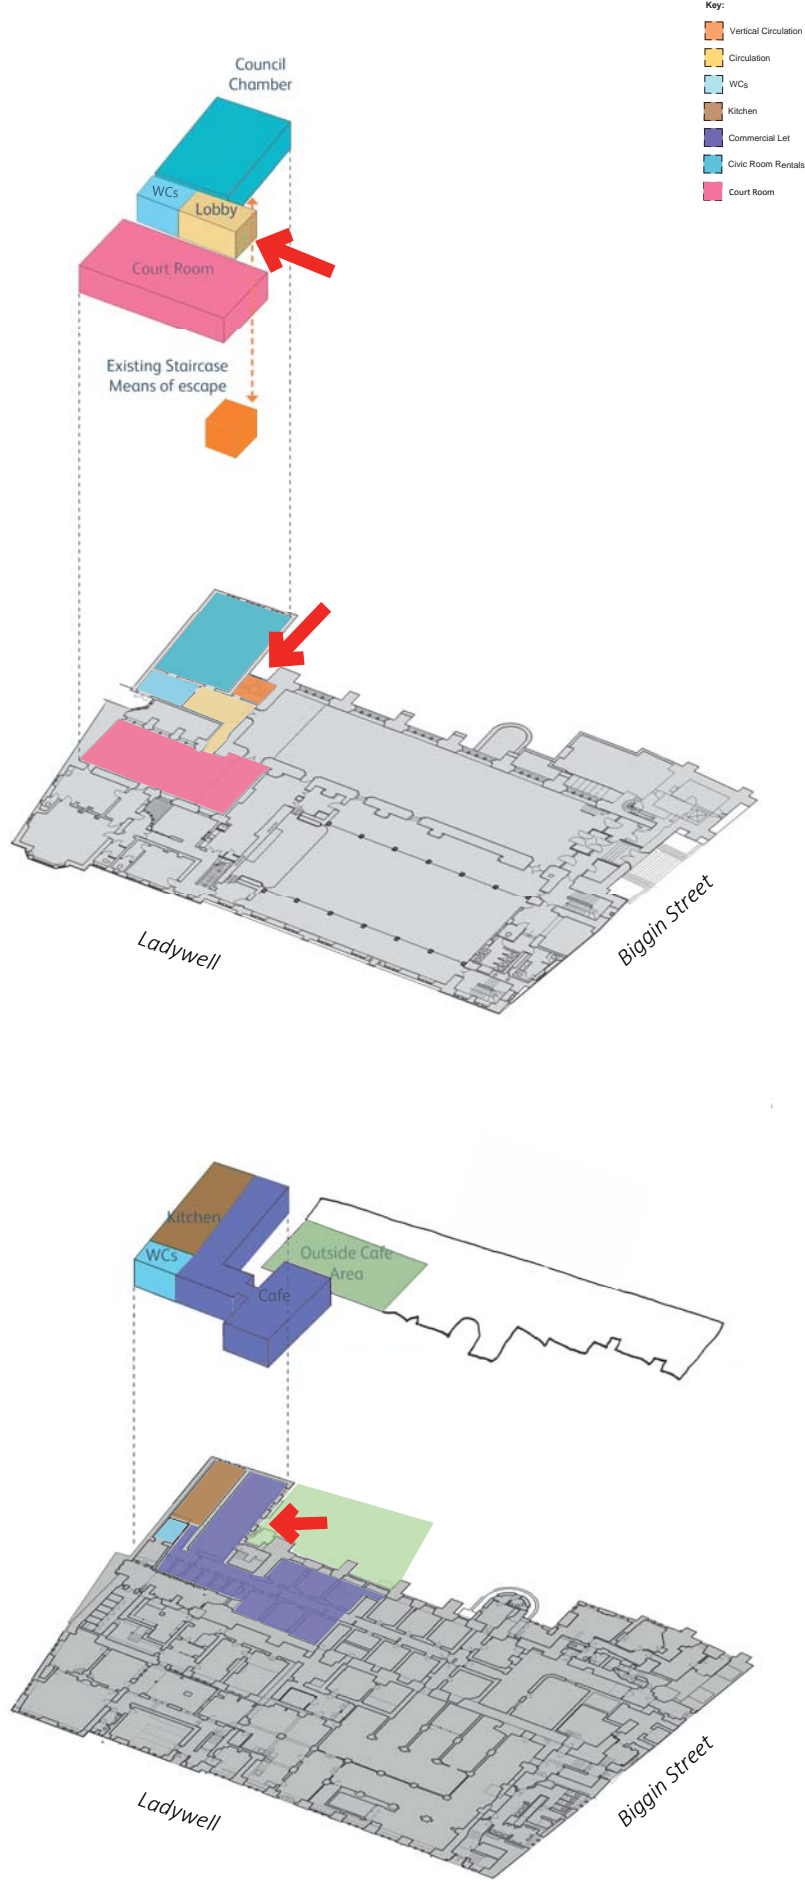 Key:
Vertical Circulation
Circulation
WCs
Kitchen
Commercial Let
Civic Room Rentals
Court Room
Council
Chamber
WCs
Lobby
Court Room
Existing Staircase
Means of escape
Ladywell
Biggin Street
Kitchen
WCs
Outside Cafe
Area
Cafe
Ladywell
Biggin Street